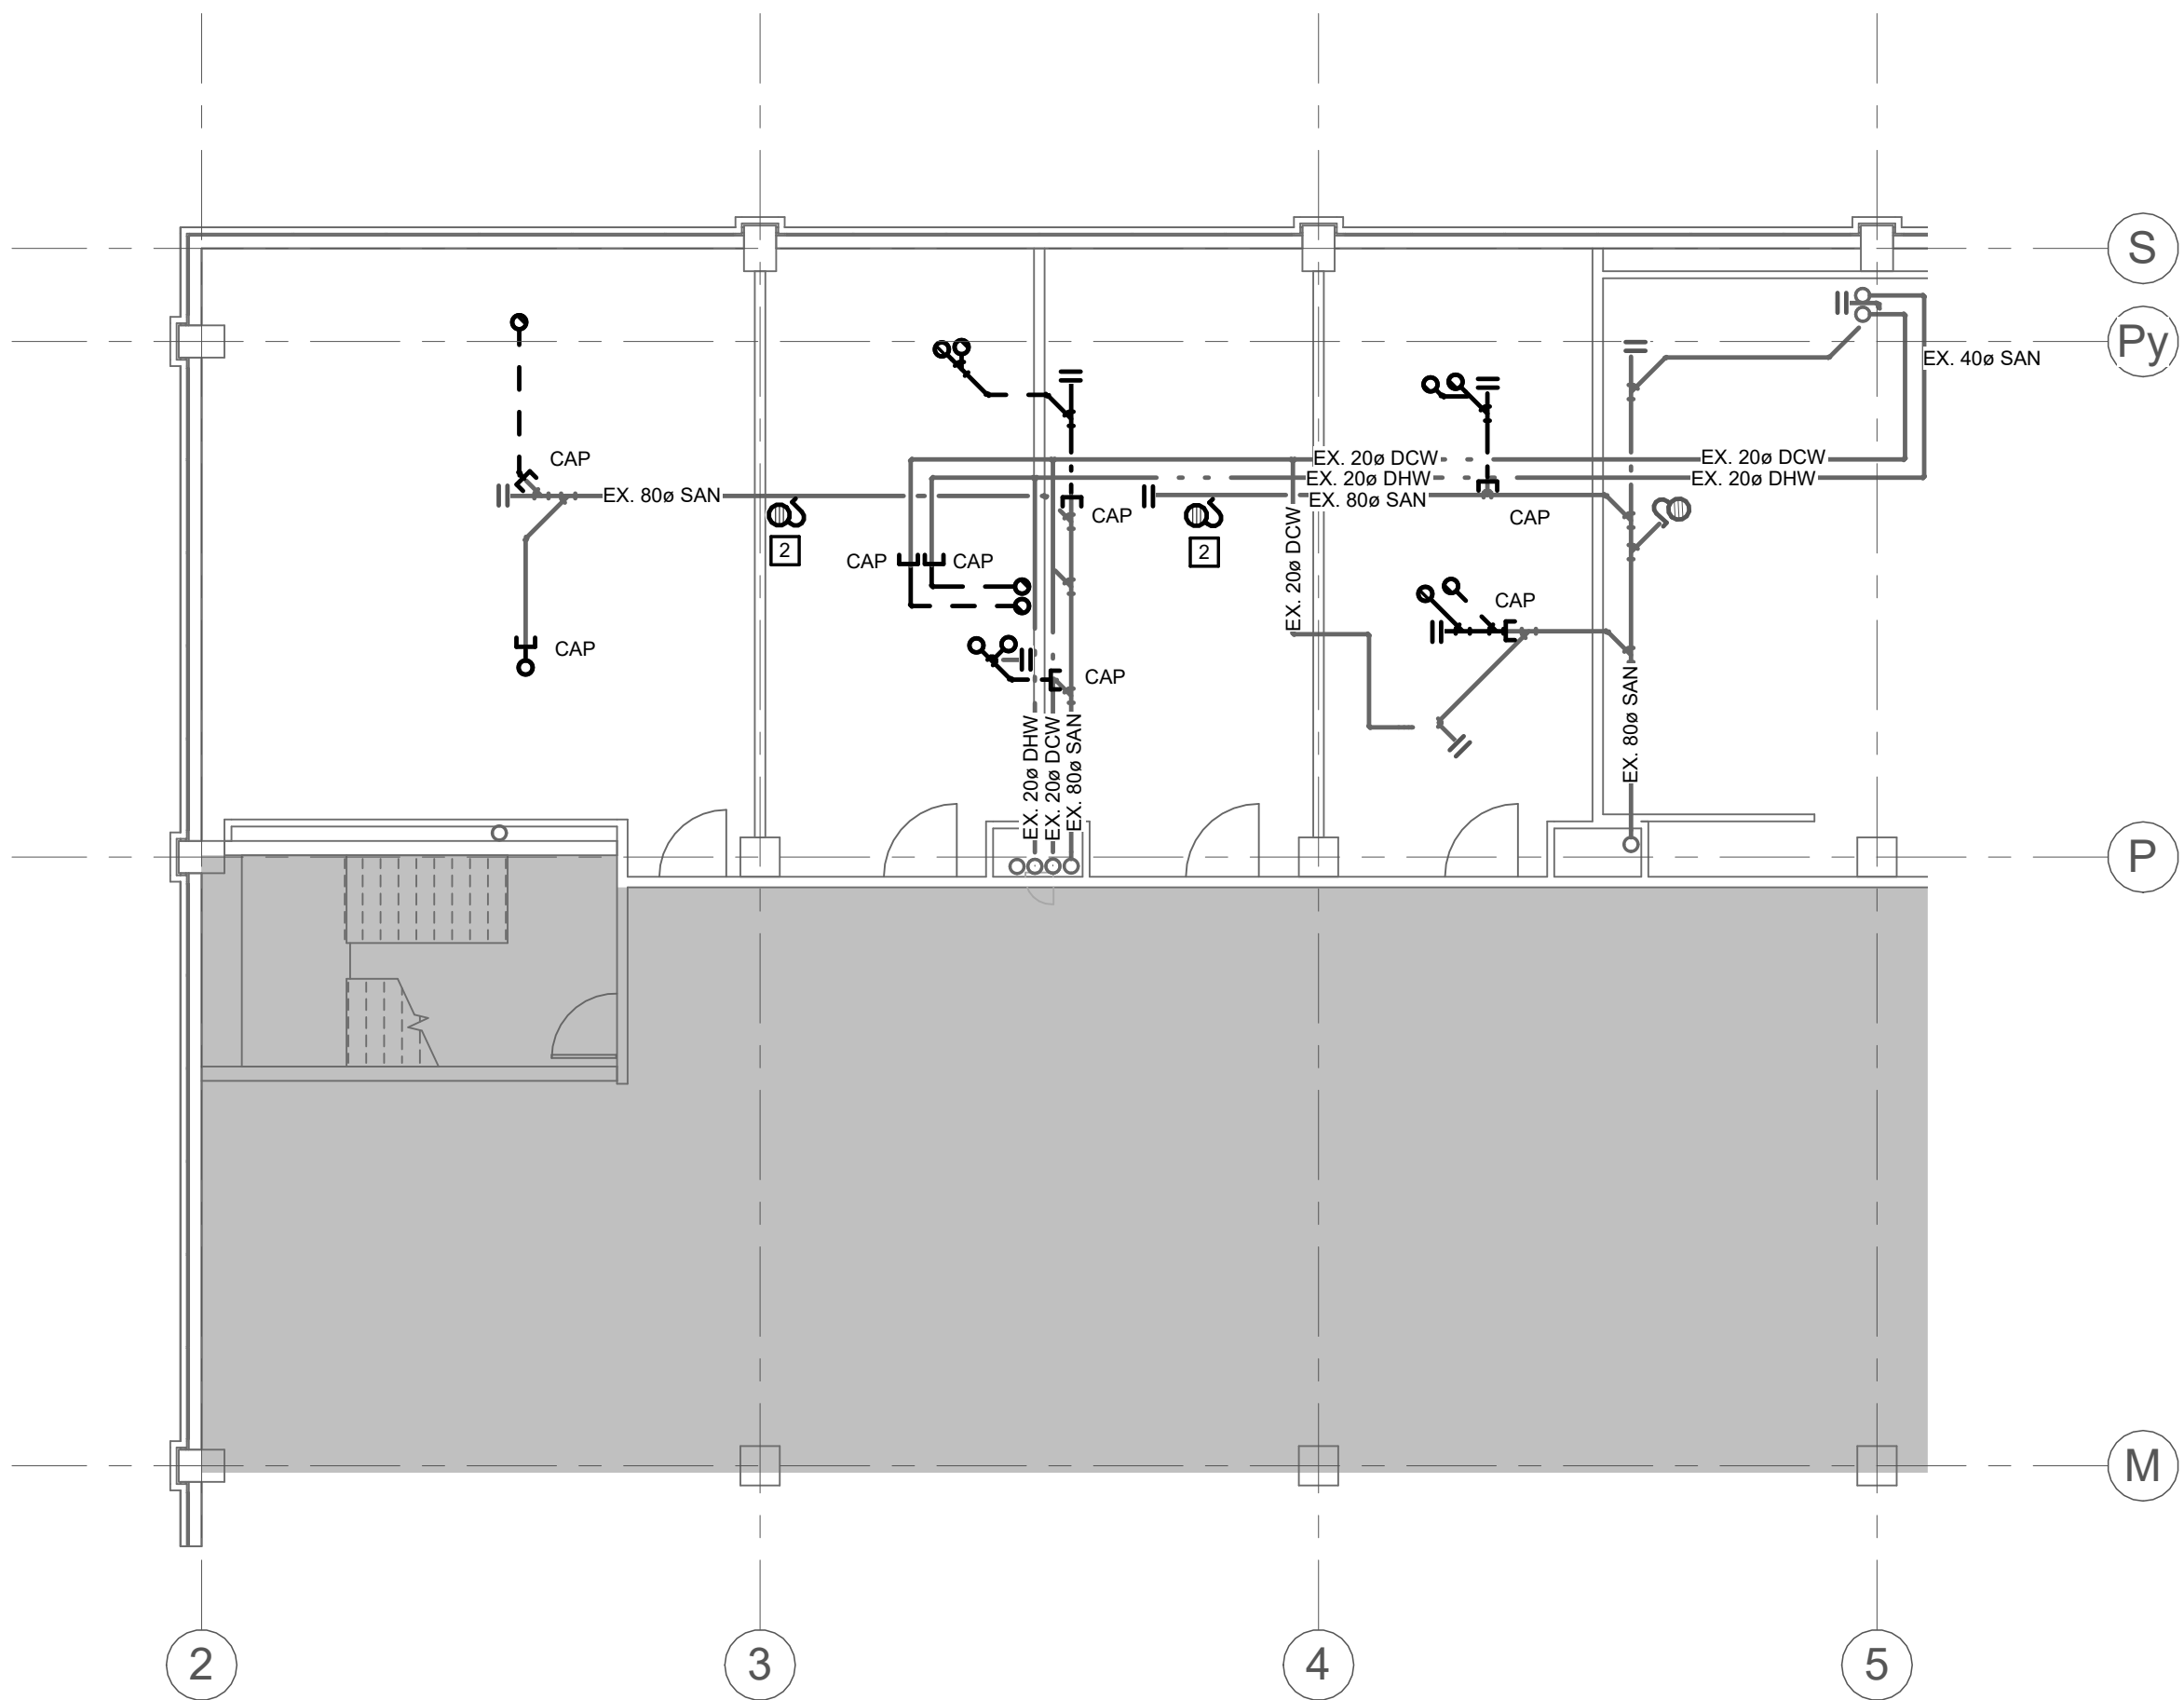 S
Py
EX. 40ø SAN
CAP
EX. 20ø DCW
EX. 20ø DCW
EX. 20ø DHW
EX. 20ø DHW
EX. 80ø SAN
EX. 80ø SAN
CAP
CAP
2
2
CAP
CAP
EX. 20ø DCW
CAP
CAP
CAP
EX. 20ø DHW
EX. 20ø DCW
EX. 80ø SAN
EX. 80ø SAN
P
M
2
3
4
5